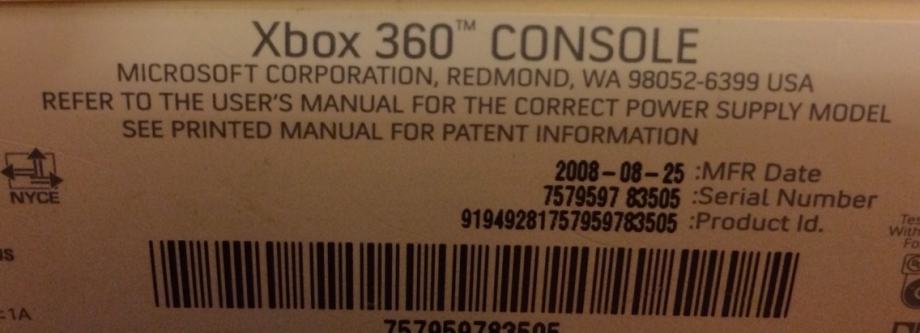 Xbox 360™ CONSOLE
MICROSOFT CORPORATION, REDMOND, WA 98052-6399 USA
REFER TO THE USER'S MANUAL FOR THE CORRECT POWER SUPPLY MODEL
SEE PRINTED MANUAL FOR PATENT INFORMATION
NYCE
2008-08-25 :MFR Date
7579597 83505 :Serial Number
91949281757959783505 :Product Id.
757959783505